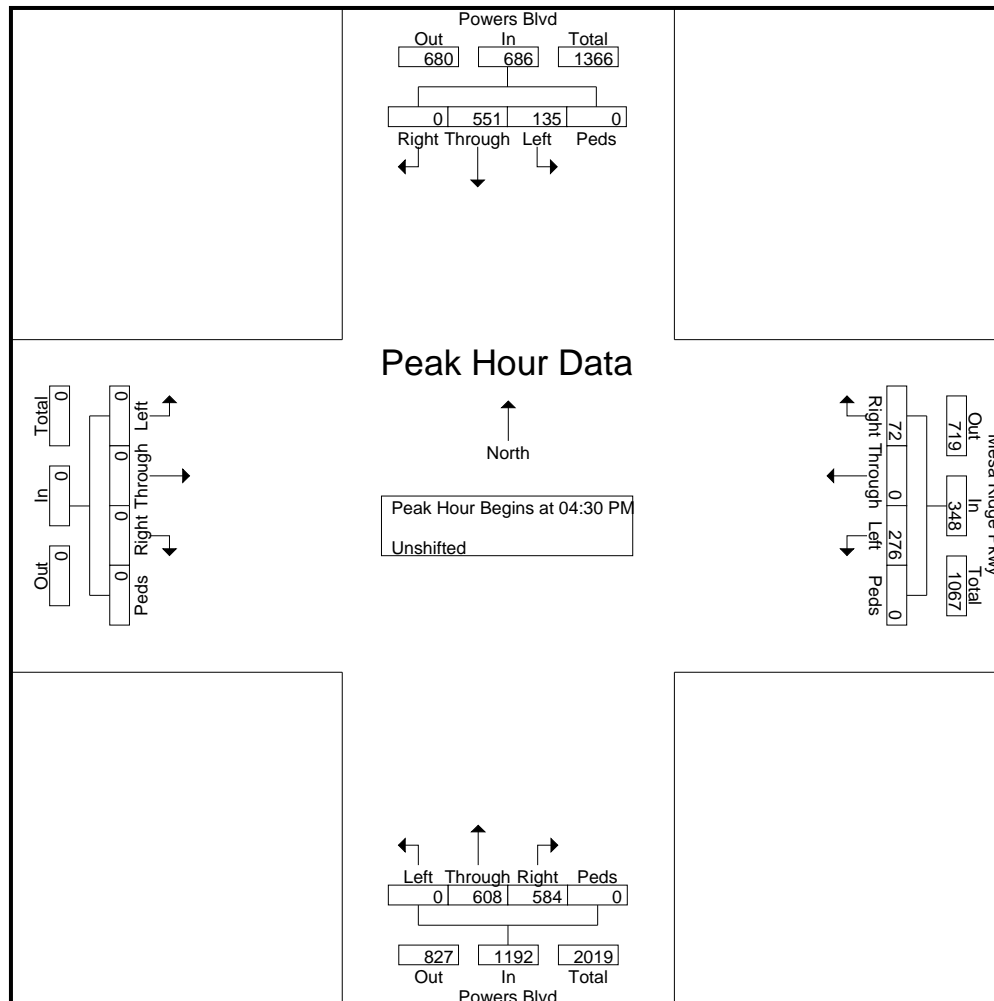 Powers Blvd
Out In Total
680 686 1366
0 551 135 0
Right Through Left Peds
Peak Hour Data
North
Peak Hour Begins at 04:30 PM
Unshifted
Total In Out
0 0 0
0 0 0 0
Left Through Right Peds
Mesa Ridge Pkwy
Out In Total
719 348 1067
72 0 276 0
Right Through Left Peds
Left Through Right Peds
0 608 584 0
827 1192 2019
Out In Total
Powers Blvd